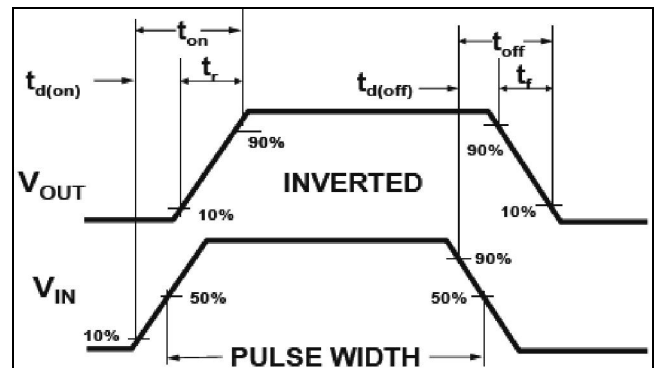 t_on
t_off
t_d(on)
t_r
t_d(off)
t_f
90%
90%
V_OUT
INVERTED
10%
10%
90%
V_IN
50%
50%
10%
PULSE WIDTH